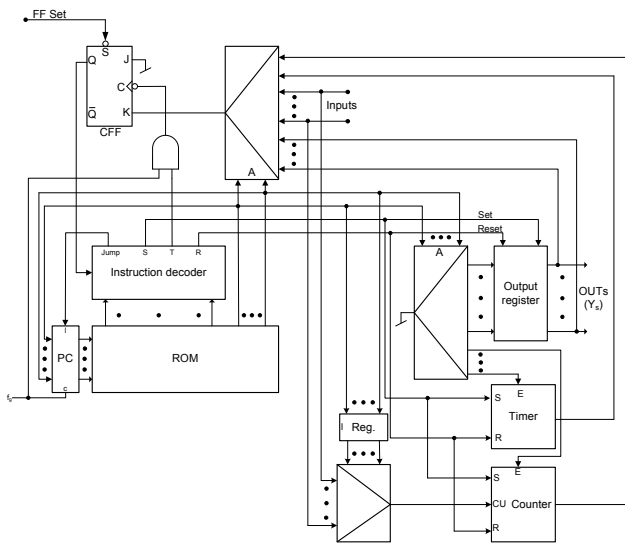 FF Set
S
Q J
C
Q K
CFF
Inputs
A
Set
Reset
Jump S T R
Instruction decoder
A
Output
register
OUTs
(Ys)
I
PC
c
ROM
fs
E
S
Timer
R
I Reg.
E
S
CU Counter
R